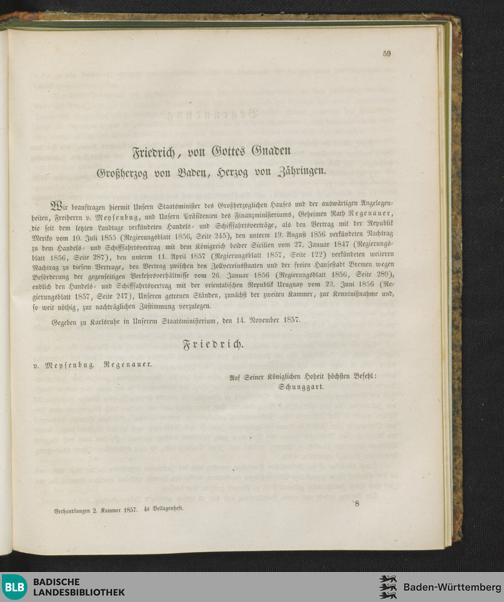 59
Friedrich, von Gottes Gnaden
Großherzog von Baden, Herzog von Zähringen.
Wir beauftragen hiermit Unsern Staatsminister des Großherzoglichen Hauses und der auswärtigen Angelegen-
heiten, Freiherrn v. Meysenbug, und Unsern Präsidenten des Finanzministeriums, Geheimen Rath Regenauer,
die seit dem letzten Landtage verkündeten Handels- und Schifffahrtsverträge, als den Vertrag mit der Republik
Mexiko vom 10. Juli 1855 (Regierungsblatt 1856, Seite 245), den unterm 19. August 1856 verkündeten Nachtrag
zu dem Handels- und Schifffahrtsvertrag mit dem Königreich beider Sicilien vom 27. Januar 1847 (Regierungs-
blatt 1856, Seite 287), den unterm 11. April 1857 (Regierungsblatt 1857, Seite 122) verkündeten weiteren
Nachtrag zu diesem Vertrage, den Vertrag zwischen den Zollvereinsstaaten und der freien Hansestadt Bremen wegen
Beförderung der gegenseitigen Verkehrsverhältnisse vom 26. Januar 1856 (Regierungsblatt 1856, Seite 289),
endlich den Handels- und Schifffahrtsvertrag mit der orientalischen Republik Uruguay vom 23. Juni 1856 (Re-
gierungsblatt 1857, Seite 247), Unseren getreuen Ständen, zunächst der zweiten Kammer, zur Kenntnißnahme und,
so weit nöthig, zur nachträglichen Zustimmung vorzulegen.
Gegeben zu Karlsruhe in Unserem Staatsministerium, den 14. November 1857.
Friedrich.
v. Meysenbug. Regenauer.
Auf Seiner Königlichen Hoheit höchsten Befehl:
Schunggart.
Verhandlungen 2. Kammer 1857. 4s Beilagenheft.
8
BLB BADISCHE
LANDESBIBLIOTHEK
Baden-Württemberg